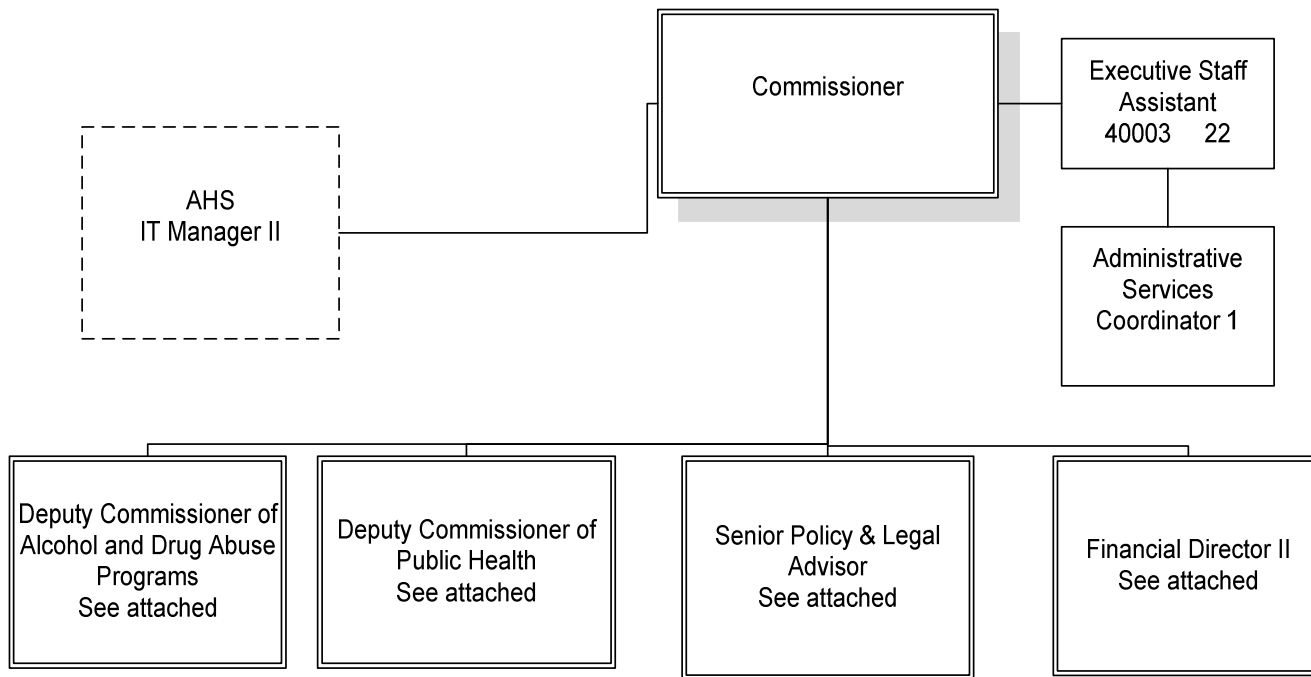 Commissioner
Executive Staff
Assistant
40003 22
AHS
IT Manager II
Administrative
Services
Coordinator 1
Deputy Commissioner of
Alcohol and Drug Abuse
Programs
See attached
Deputy Commissioner of
Public Health
See attached
Senior Policy & Legal
Advisor
See attached
Financial Director II
See attached